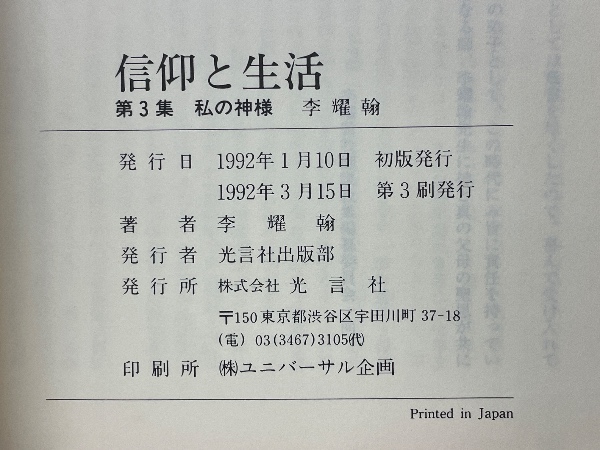 信仰と生活
第3集　私の神様　李 耀 翰
発 行 日　1992年1月10日　初版発行
1992年3月15日　第3刷発行
著　者　李　耀　翰
発 行 者　光言社出版部
発 行 所　株式会社 光　言　社
〒150 東京都渋谷区宇田川町 37-18
(電) 03(3467)3105㈹
印 刷 所　㈱ユニバーサル企画
Printed in Japan